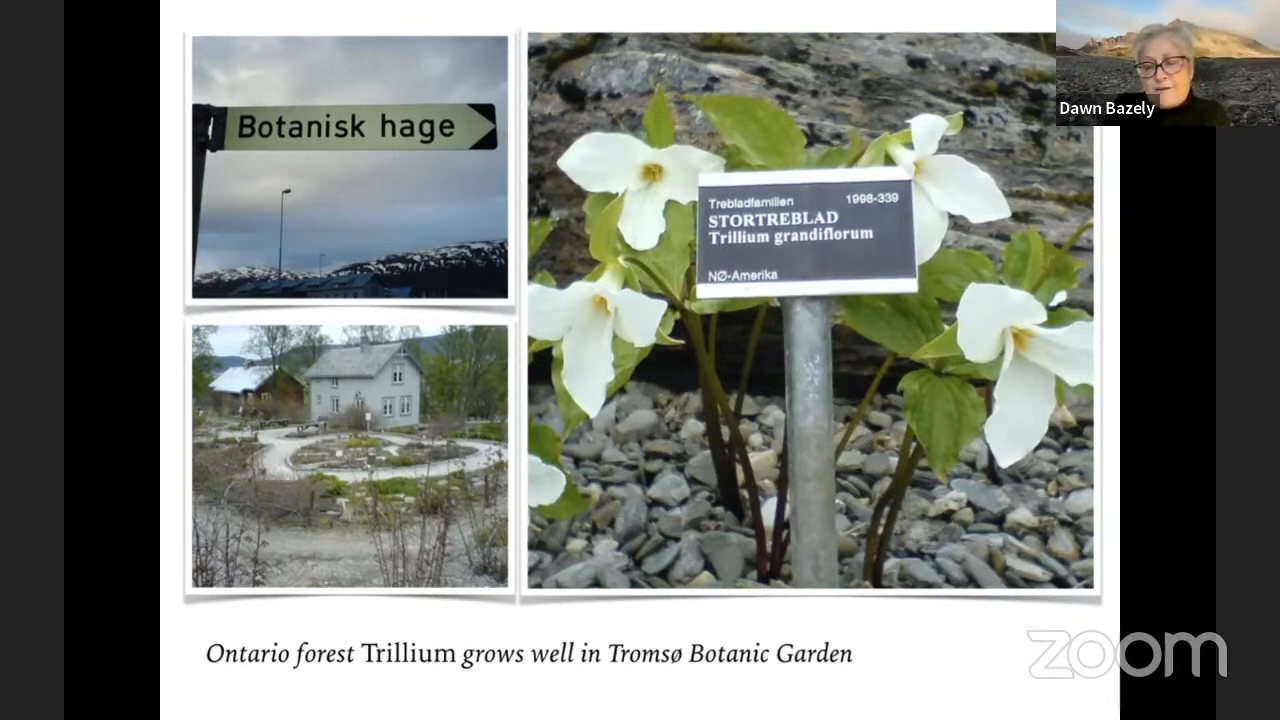 Botanisk hage
Trebladfamilien 1998-339
STORTREBLAD
Trillium grandiflorum
NØ-Amerika
Dawn Bazely
Ontario forest Trillium grows well in Tromsø Botanic Garden
zoom